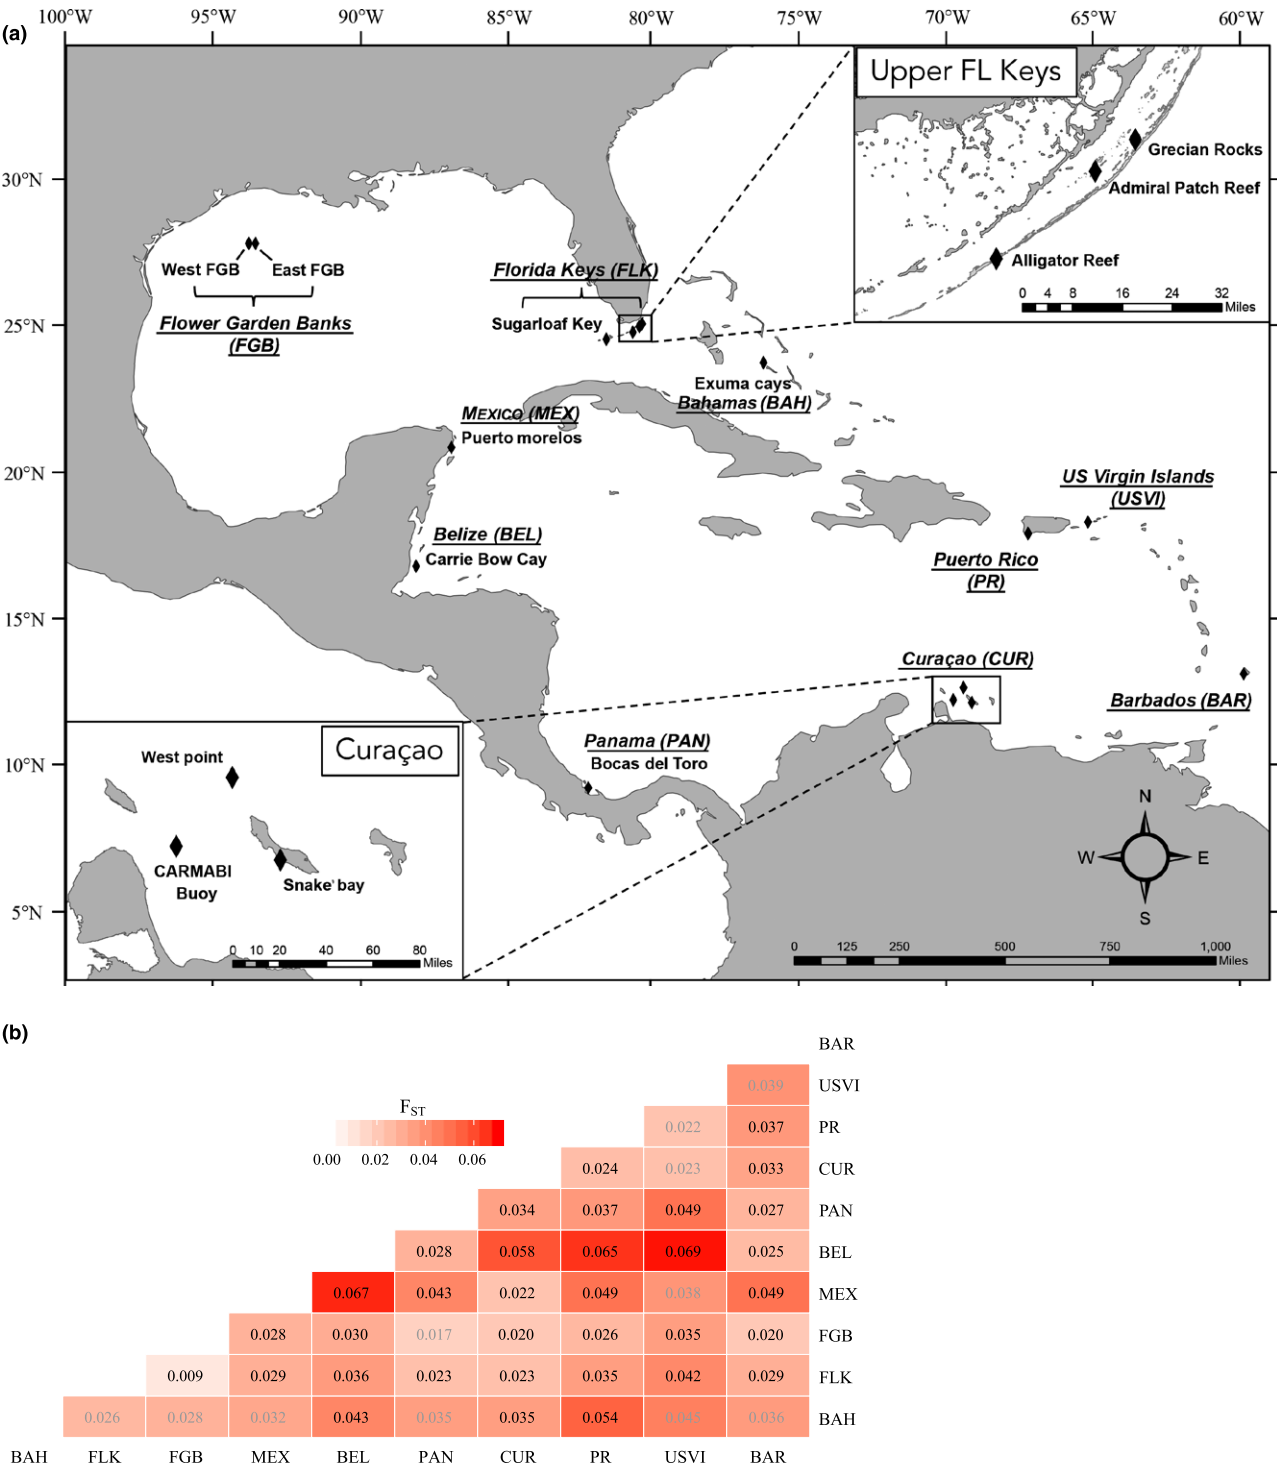 100°W 95°W 90°W 85°W 80°W 75°W 70°W 65°W 60°W
(a)
Upper FL Keys
Grecian Rocks
Admiral Patch Reef
Alligator Reef
0 4 8 16 24 32
Miles
30°N
25°N
20°N
15°N
10°N
5°N
West FGB East FGB
Flower Garden Banks
(FGB)
Florida Keys (FLK)
Sugarloaf Key
Exuma cays
Bahamas (BAH)
MEXICO (MEX)
Puerto morelos
US Virgin Islands
(USVI)
Belize (BEL)
Carrie Bow Cay
Puerto Rico
(PR)
Curaçao (CUR)
Barbados (BAR)
Panama (PAN)
Bocas del Toro
Curaçao
West point
CARMABI
Buoy
Snake' bay
0 10 20 40 60 80
Miles
N
W E
S
0 125 250 500 750 1,000
Miles
(b)
BAR
0.039 USVI
FST
0.00 0.02 0.04 0.06
0.022 0.037 PR
0.024 0.023 0.033 CUR
0.034 0.037 0.049 0.027 PAN
0.028 0.058 0.065 0.069 0.025 BEL
0.067 0.043 0.022 0.049 0.038 0.049 MEX
0.028 0.030 0.017 0.020 0.026 0.035 0.020 FGB
0.009 0.029 0.036 0.023 0.023 0.035 0.042 0.029 FLK
0.026 0.028 0.032 0.043 0.035 0.035 0.054 0.045 0.036 BAH
BAH FLK FGB MEX BEL PAN CUR PR USVI BAR